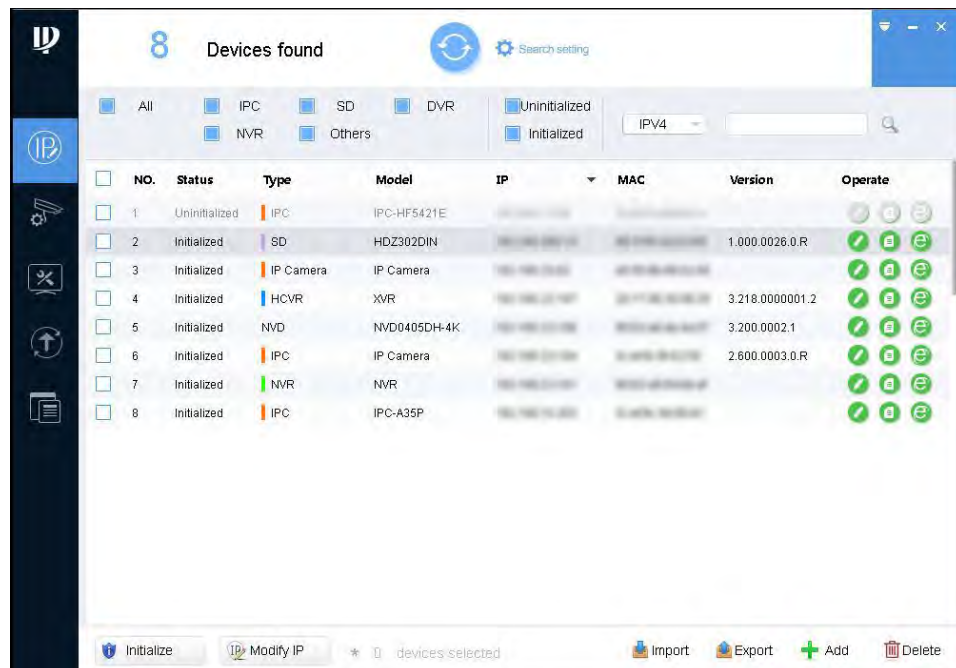 8 Devices found Search setting
All IPC SD DVR Uninitialized
NVR Others Initialized IPV4
NO. Status Type Model IP MAC Version Operate
1 Uninitialized IPC IPC-HF5421E
2 Initialized SD HDZ302DIN 1.000.0026.0.R
3 Initialized IP Camera IP Camera
4 Initialized HCVR XVR 3.218.0000001.2
5 Initialized NVD NVD0405DH-4K 3.200.0002.1
6 Initialized IPC IP Camera 2.600.0003.0.R
7 Initialized NVR NVR
8 Initialized IPC IPC-A35P
Initialize Modify IP * 0 devices selected Import Export Add Delete